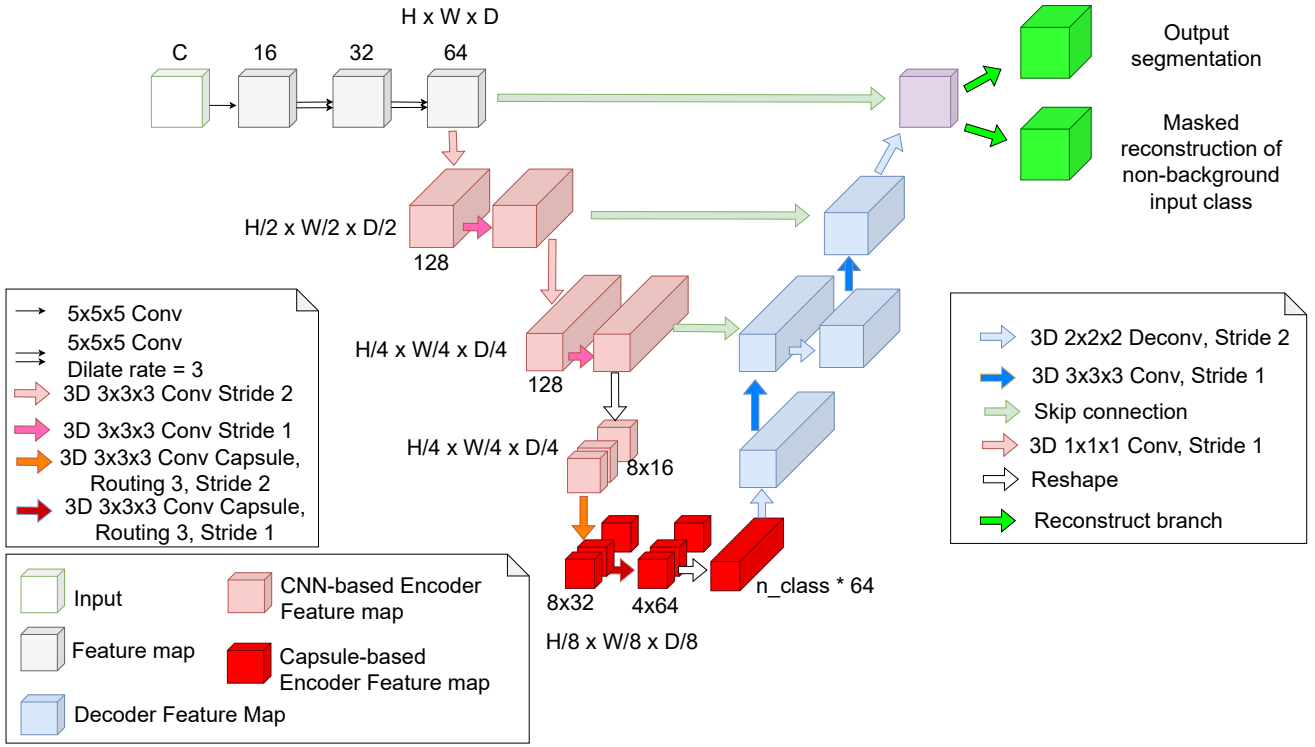 H x W x D
C
16
32
64
Output
segmentation
Masked
reconstruction of
non-background
input class
H/2 x W/2 x D/2
128
H/4 x W/4 x D/4
128
H/4 x W/4 x D/4
8x16
8x32
4x64
n_class * 64
H/8 x W/8 x D/8
5x5x5 Conv
5x5x5 Conv
Dilate rate = 3
3D 3x3x3 Conv Stride 2
3D 3x3x3 Conv Stride 1
3D 3x3x3 Conv Capsule,
Routing 3, Stride 2
3D 3x3x3 Conv Capsule,
Routing 3, Stride 1
3D 2x2x2 Deconv, Stride 2
3D 3x3x3 Conv, Stride 1
Skip connection
3D 1x1x1 Conv, Stride 1
Reshape
Reconstruct branch
Input
Feature map
Decoder Feature Map
CNN-based Encoder
Feature map
Capsule-based
Encoder Feature map